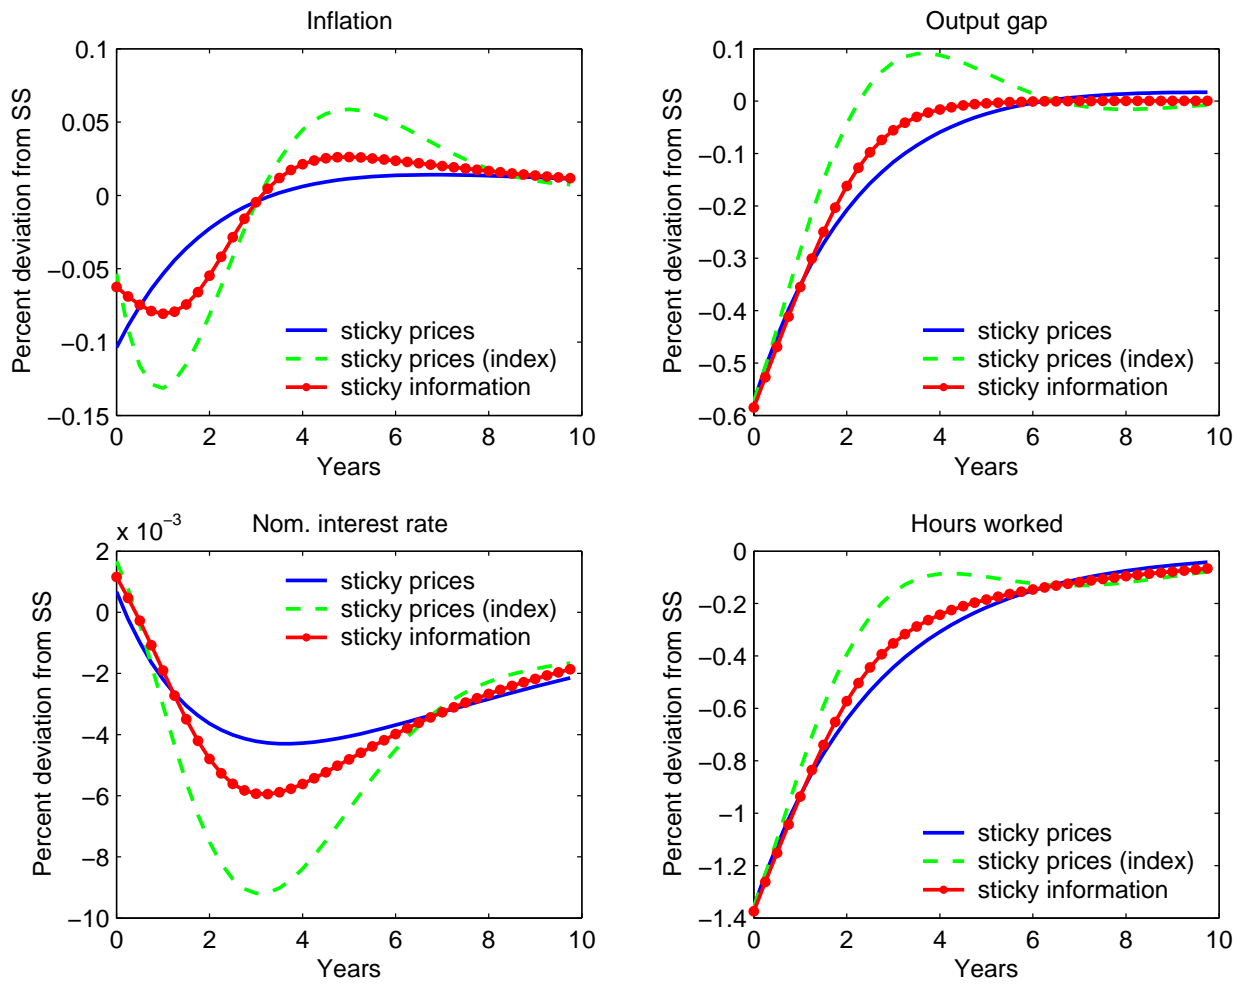 Inflation
Percent deviation from SS
0.1
0.05
0
−0.05
−0.1
−0.15
sticky prices
sticky prices (index)
sticky information
0 2 4 6 8 10
Years
Output gap
Percent deviation from SS
0.1
0
−0.1
−0.2
−0.3
−0.4
−0.5
−0.6
sticky prices
sticky prices (index)
sticky information
0 2 4 6 8 10
Years
Nom. interest rate
x 10−3
Percent deviation from SS
2
0
−2
−4
−6
−8
−10
sticky prices
sticky prices (index)
sticky information
0 2 4 6 8 10
Years
Hours worked
Percent deviation from SS
0
−0.2
−0.4
−0.6
−0.8
−1
−1.2
−1.4
sticky prices
sticky prices (index)
sticky information
0 2 4 6 8 10
Years